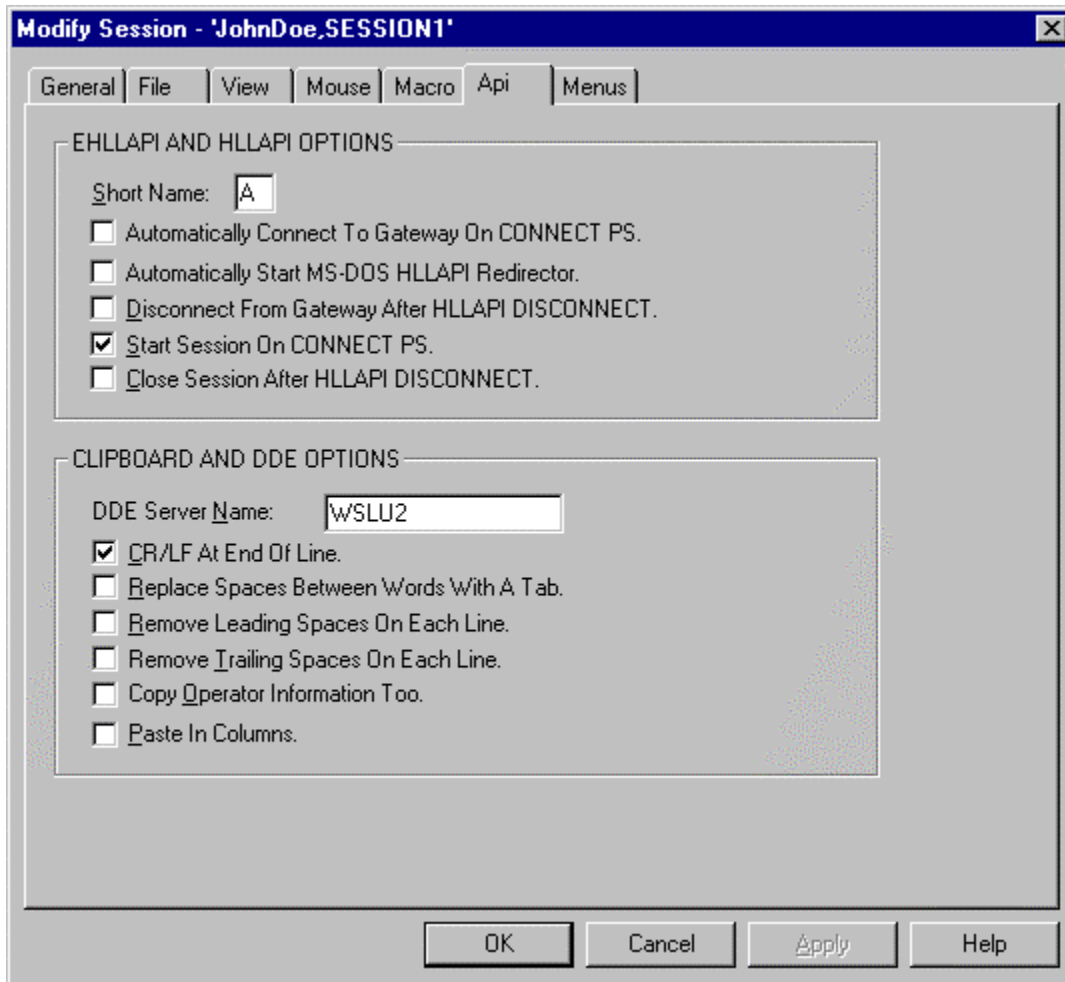 Modify Session - 'JohnDoe,SESSION1'
General File View Mouse Macro Api Menus
EHLLAPI AND HLLAPI OPTIONS
Short Name: A
Automatically Connect To Gateway On CONNECT PS.
Automatically Start MS-DOS HLLAPI Redirector.
Disconnect From Gateway After HLLAPI DISCONNECT.
Start Session On CONNECT PS.
Close Session After HLLAPI DISCONNECT.
CLIPBOARD AND DDE OPTIONS
DDE Server Name: WSLU2
CR/LF At End Of Line.
Replace Spaces Between Words With A Tab.
Remove Leading Spaces On Each Line.
Remove Trailing Spaces On Each Line.
Copy Operator Information Too.
Paste In Columns.
OK Cancel Apply Help